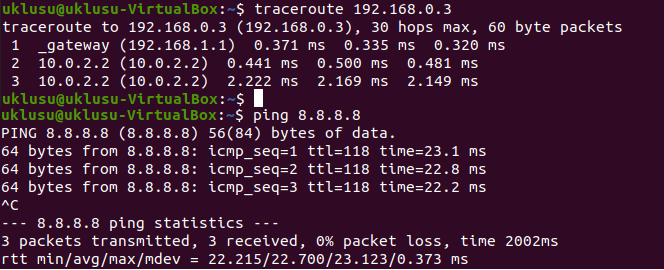 uklusu@uklusu-VirtualBox:~$ traceroute 192.168.0.3
traceroute to 192.168.0.3 (192.168.0.3), 30 hops max, 60 byte packets
 1  _gateway (192.168.1.1)  0.371 ms  0.335 ms  0.320 ms
 2  10.0.2.2 (10.0.2.2)  0.441 ms  0.500 ms  0.481 ms
 3  10.0.2.2 (10.0.2.2)  2.222 ms  2.169 ms  2.149 ms
uklusu@uklusu-VirtualBox:~$
uklusu@uklusu-VirtualBox:~$ ping 8.8.8.8
PING 8.8.8.8 (8.8.8.8) 56(84) bytes of data.
64 bytes from 8.8.8.8: icmp_seq=1 ttl=118 time=23.1 ms
64 bytes from 8.8.8.8: icmp_seq=2 ttl=118 time=22.8 ms
64 bytes from 8.8.8.8: icmp_seq=3 ttl=118 time=22.2 ms
^C
--- 8.8.8.8 ping statistics ---
3 packets transmitted, 3 received, 0% packet loss, time 2002ms
rtt min/avg/max/mdev = 22.215/22.700/23.123/0.373 ms